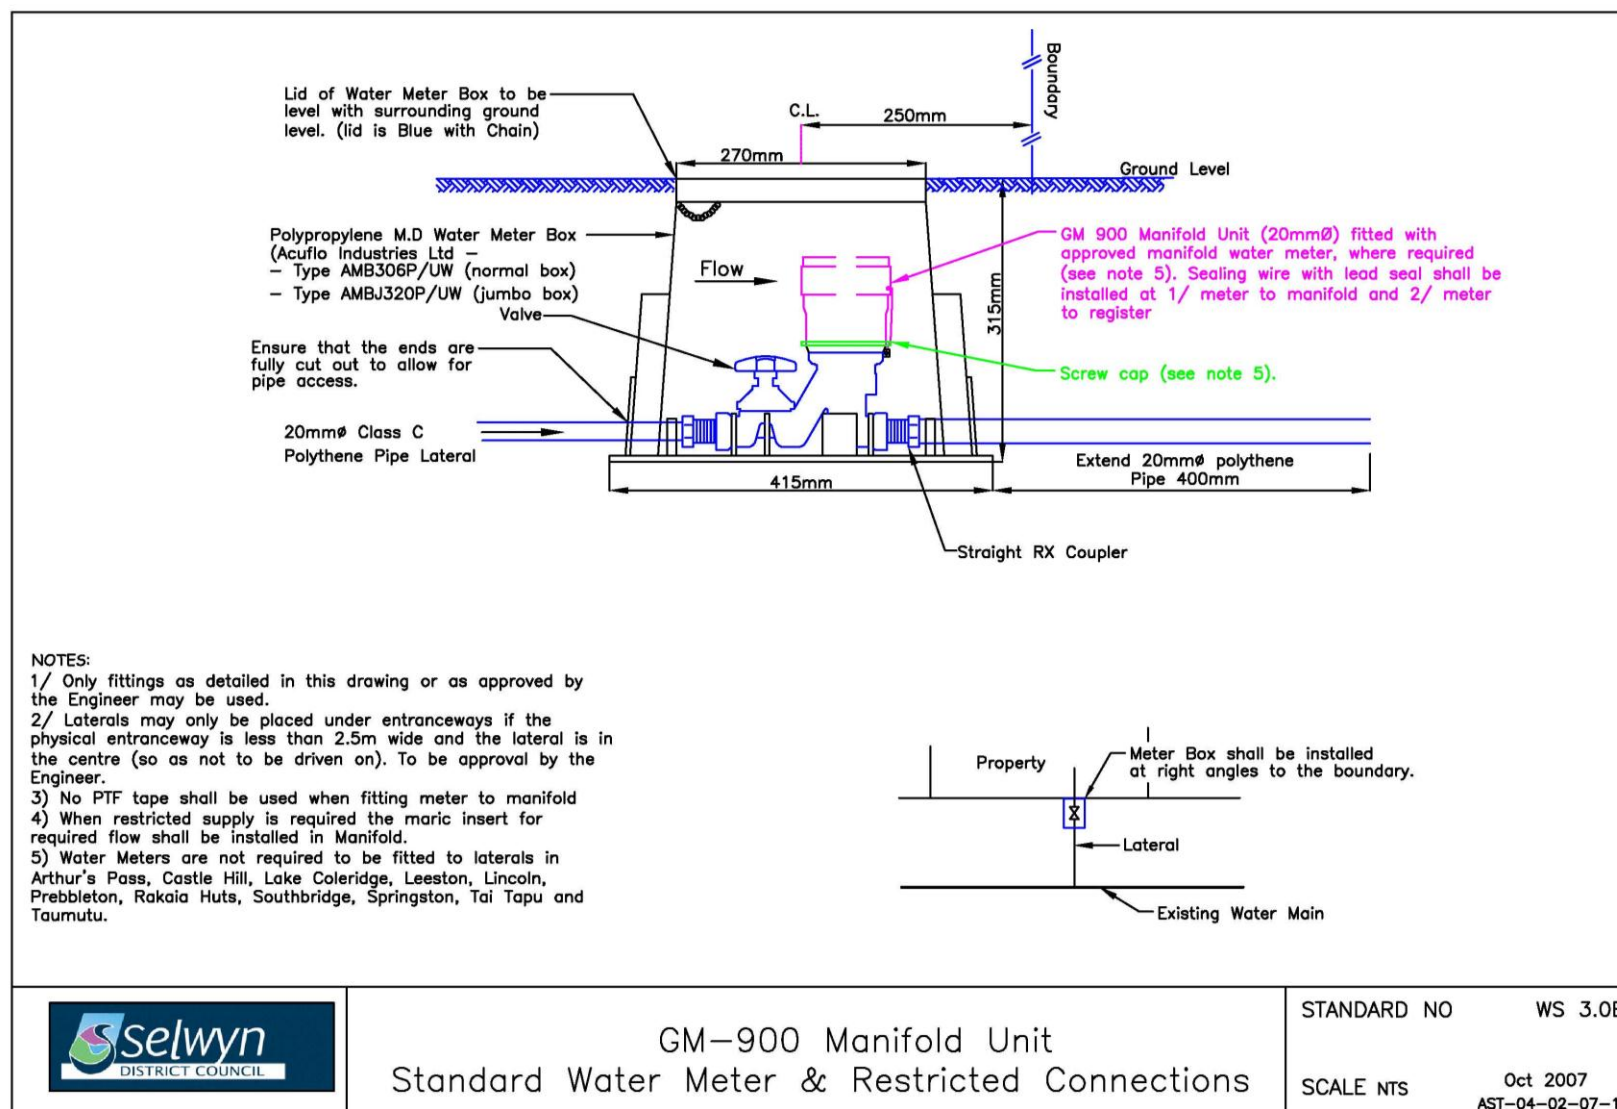 Boundary
Lid of Water Meter Box to be
level with surrounding ground
level. (lid is Blue with Chain)
C.L.
250mm
270mm
Ground Level
Polypropylene M.D Water Meter Box
(Acuflo Industries Ltd –
– Type AMB306P/UW (normal box)
– Type AMBJ320P/UW (jumbo box)
Flow
GM 900 Manifold Unit (20mmØ) fitted with
approved manifold water meter, where required
(see note 5). Sealing wire with lead seal shall be
installed at 1/ meter to manifold and 2/ meter
to register
315mm
Valve
Ensure that the ends are
fully cut out to allow for
pipe access.
Screw cap (see note 5).
20mmø Class C
Polythene Pipe Lateral
415mm
Extend 20mmø polythene
Pipe 400mm
Straight RX Coupler
NOTES:
1/ Only fittings as detailed in this drawing or as approved by
the Engineer may be used.
2/ Laterals may only be placed under entranceways if the
physical entranceway is less than 2.5m wide and the lateral is in
the centre (so as not to be driven on). To be approval by the
Engineer.
3) No PTF tape shall be used when fitting meter to manifold
4) When restricted supply is required the maric insert for
required flow shall be installed in Manifold.
5) Water Meters are not required to be fitted to laterals in
Arthur's Pass, Castle Hill, Lake Coleridge, Leeston, Lincoln,
Prebbleton, Rakaia Huts, Southbridge, Springston, Tai Tapu and
Taumutu.
Property
Meter Box shall be installed
at right angles to the boundary.
Lateral
Existing Water Main
Selwyn
DISTRICT COUNCIL
GM–900 Manifold Unit
Standard Water Meter & Restricted Connections
STANDARD NO WS 3.0
SCALE NTS
Oct 2007
AST–04–02–07–1